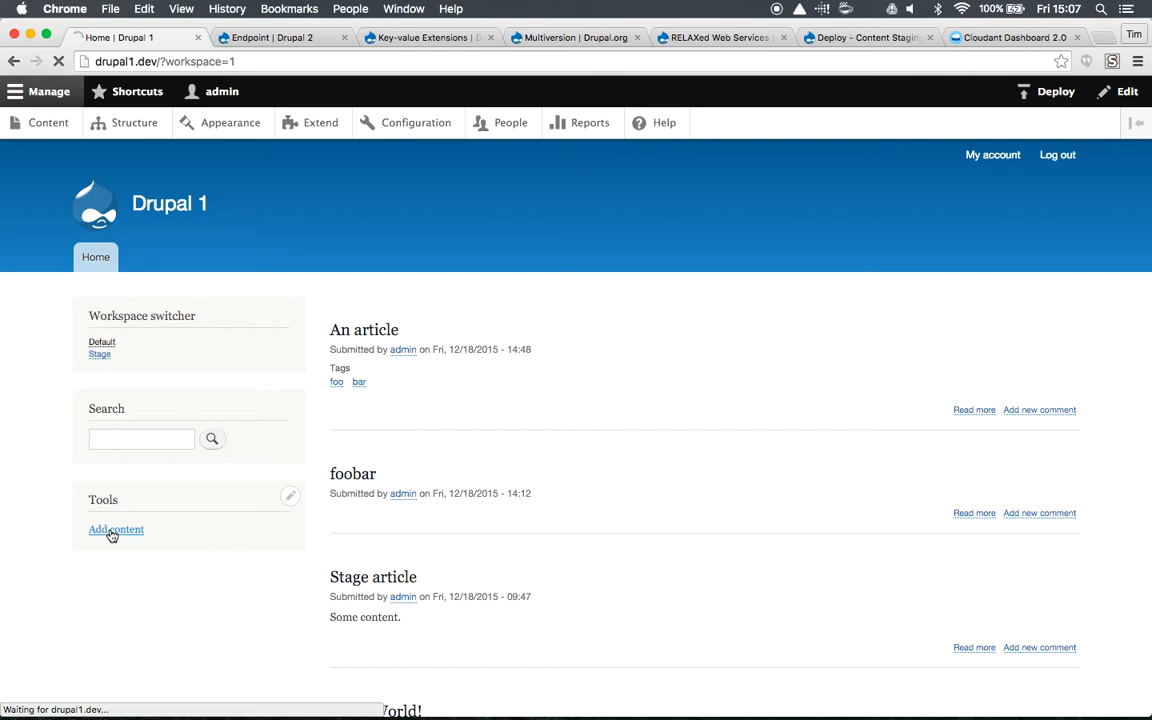 Chrome File Edit View History Bookmarks People Window Help 100% Fri 15:07
Home | Drupal 1 Endpoint | Drupal 2 Key-value Extensions | D Multiversion | Drupal.org RELAXed Web Services | Deploy - Content Staging Cloudant Dashboard 2.0 Tim
drupal1.dev/?workspace=1
Manage Shortcuts admin Deploy Edit
Content Structure Appearance Extend Configuration People Reports Help
My account Log out
Drupal 1
Home
Workspace switcher
Default
Stage
Search
Tools
Add content
An article
Submitted by admin on Fri, 12/18/2015 - 14:48
Tags
foo bar
Read more Add new comment
foobar
Submitted by admin on Fri, 12/18/2015 - 14:12
Read more Add new comment
Stage article
Submitted by admin on Fri, 12/18/2015 - 09:47
Some content.
Read more Add new comment
World!
Waiting for drupal1.dev...